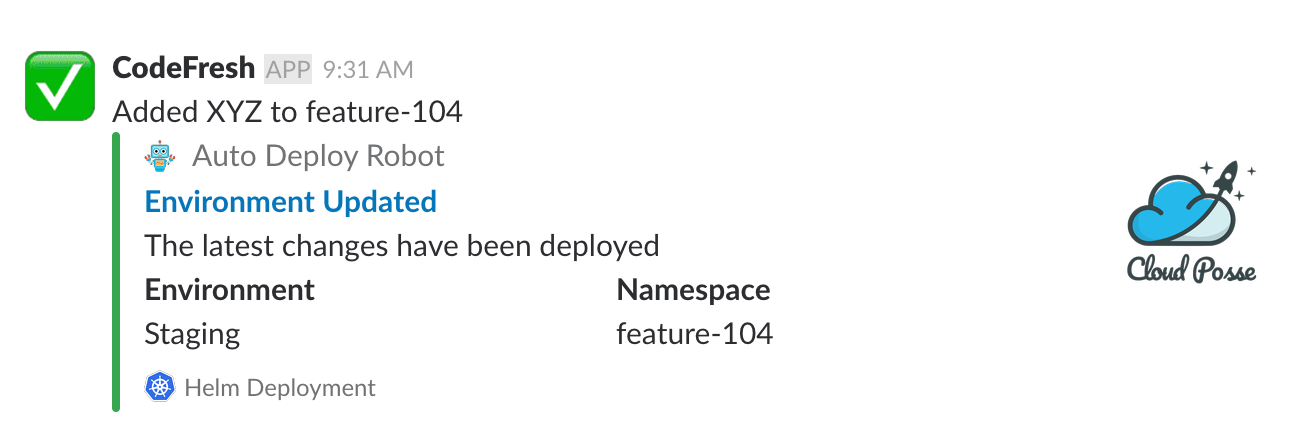 CodeFresh APP 9:31 AM
Added XYZ to feature-104
Auto Deploy Robot
Environment Updated
The latest changes have been deployed
Environment Namespace
Staging feature-104
Helm Deployment
Cloud Posse